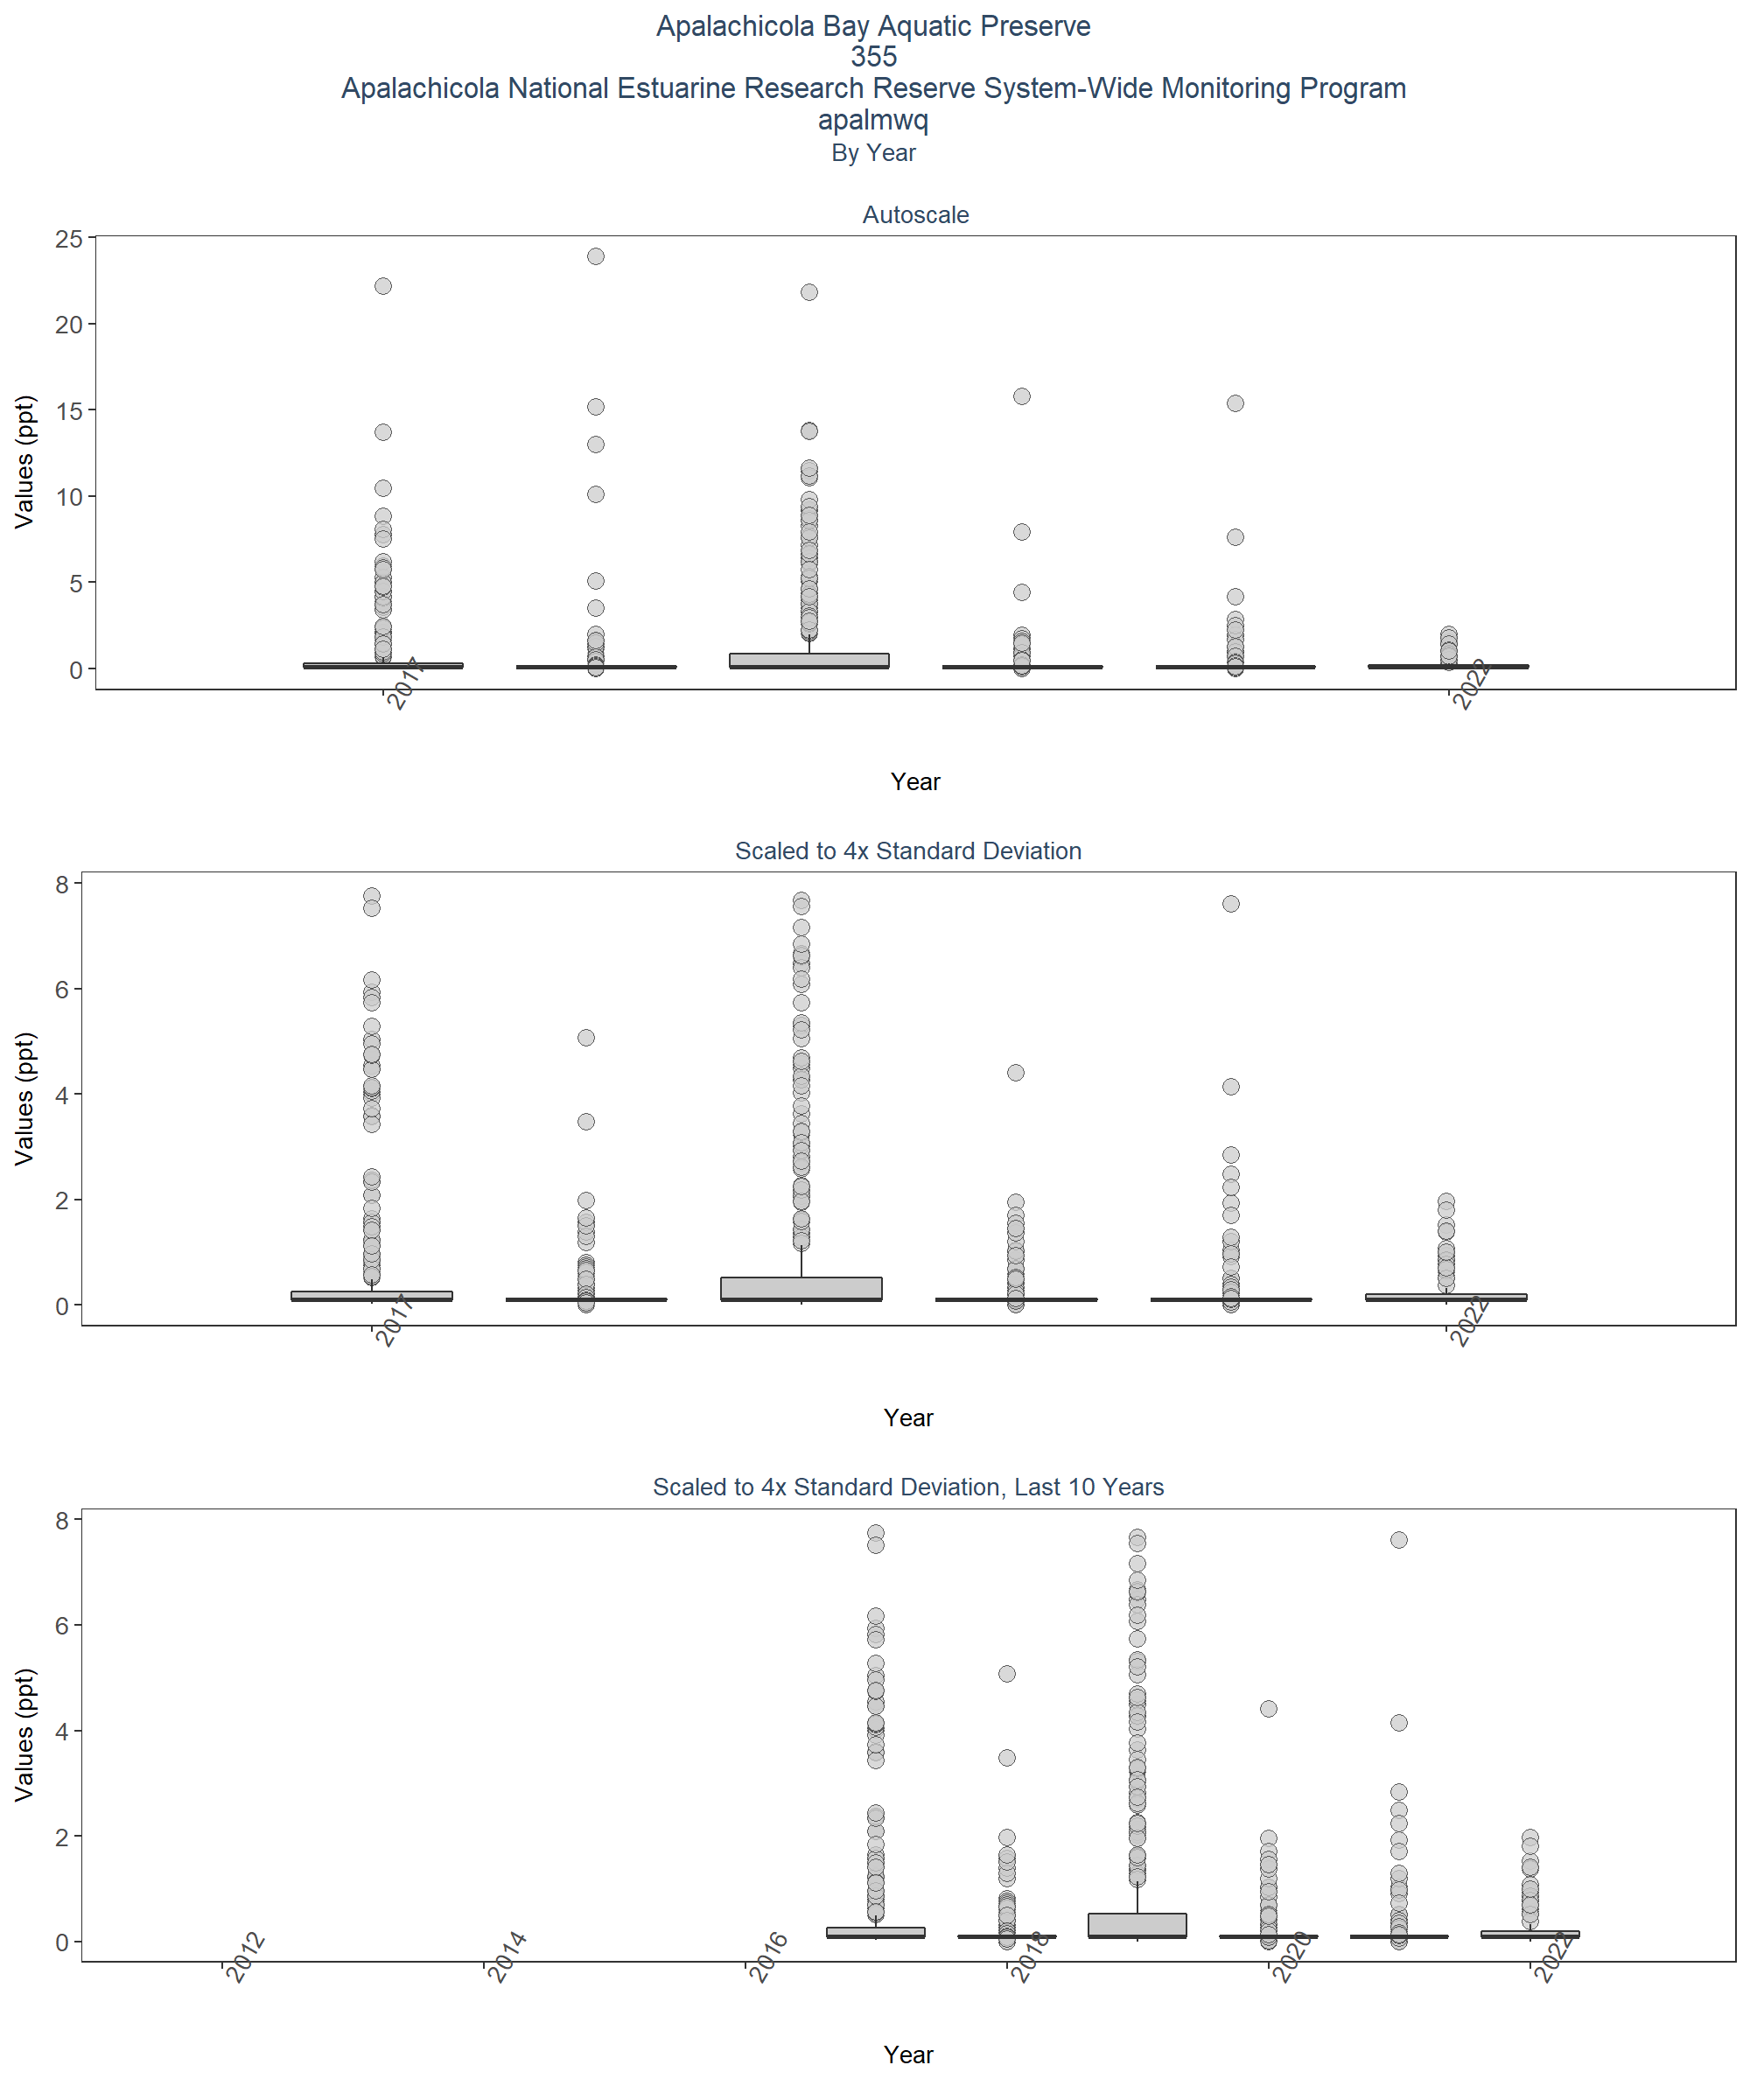 Apalachicola Bay Aquatic Preserve
355
Apalachicola National Estuarine Research Reserve System-Wide Monitoring Program
apalmwq
By Year
Autoscale
25
20
15
10
5
0
Values (ppt)
2017
2022
Year
Scaled to 4x Standard Deviation
8
6
4
2
0
Values (ppt)
2017
2022
Year
Scaled to 4x Standard Deviation, Last 10 Years
8
6
4
2
0
Values (ppt)
2012
2014
2016
2018
2020
2022
Year